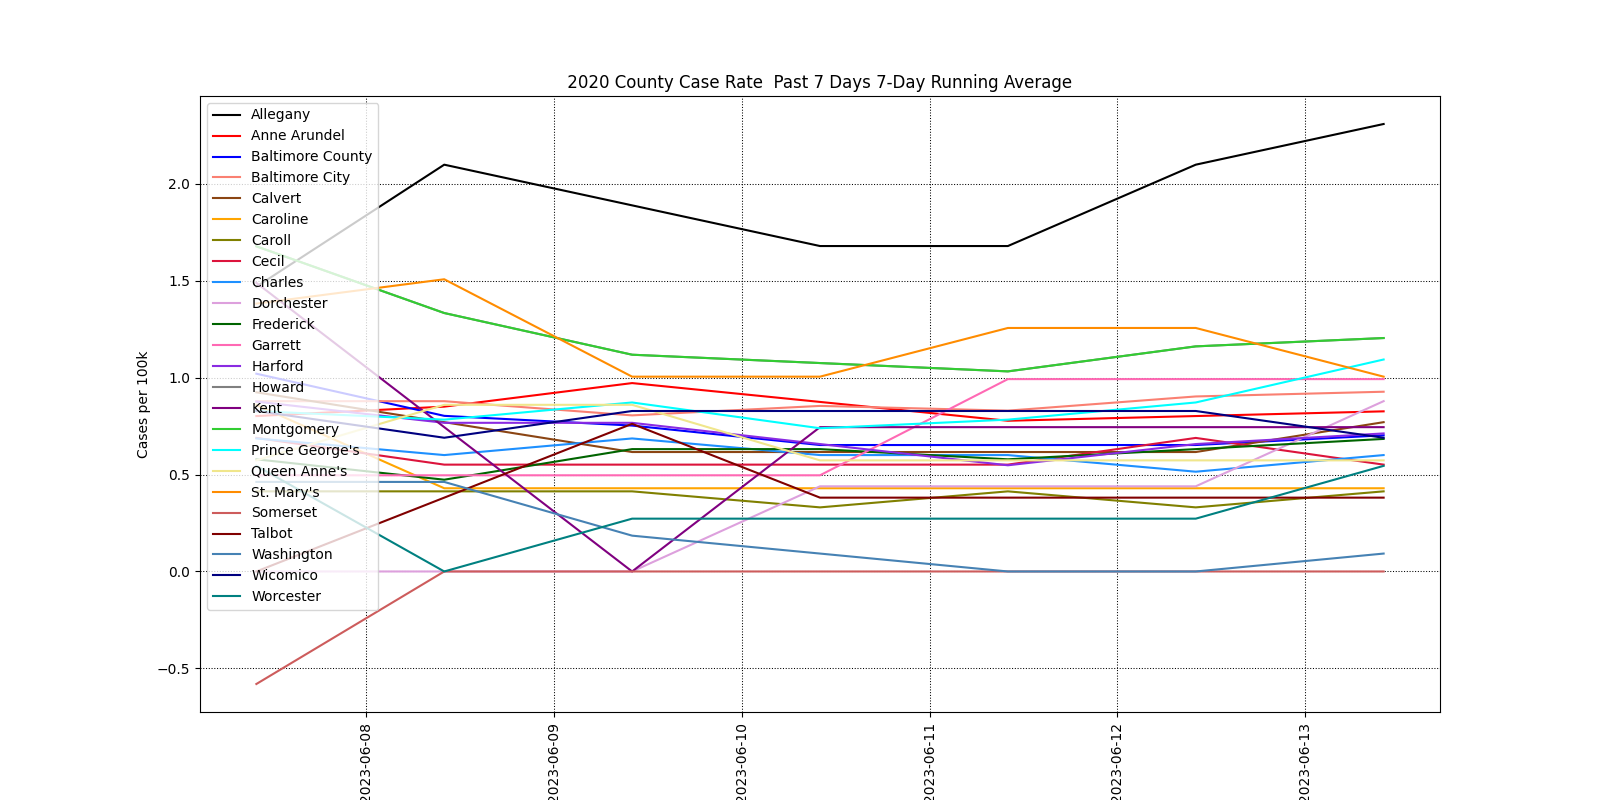 2020 County Case Rate  Past 7 Days 7-Day Running Average
Cases per 100k
2.0
1.5
1.0
0.5
0.0
−0.5
Allegany
Anne Arundel
Baltimore County
Baltimore City
Calvert
Caroline
Caroll
Cecil
Charles
Dorchester
Frederick
Garrett
Harford
Howard
Kent
Montgomery
Prince George's
Queen Anne's
St. Mary's
Somerset
Talbot
Washington
Wicomico
Worcester
2023-06-08
2023-06-09
2023-06-10
2023-06-11
2023-06-12
2023-06-13